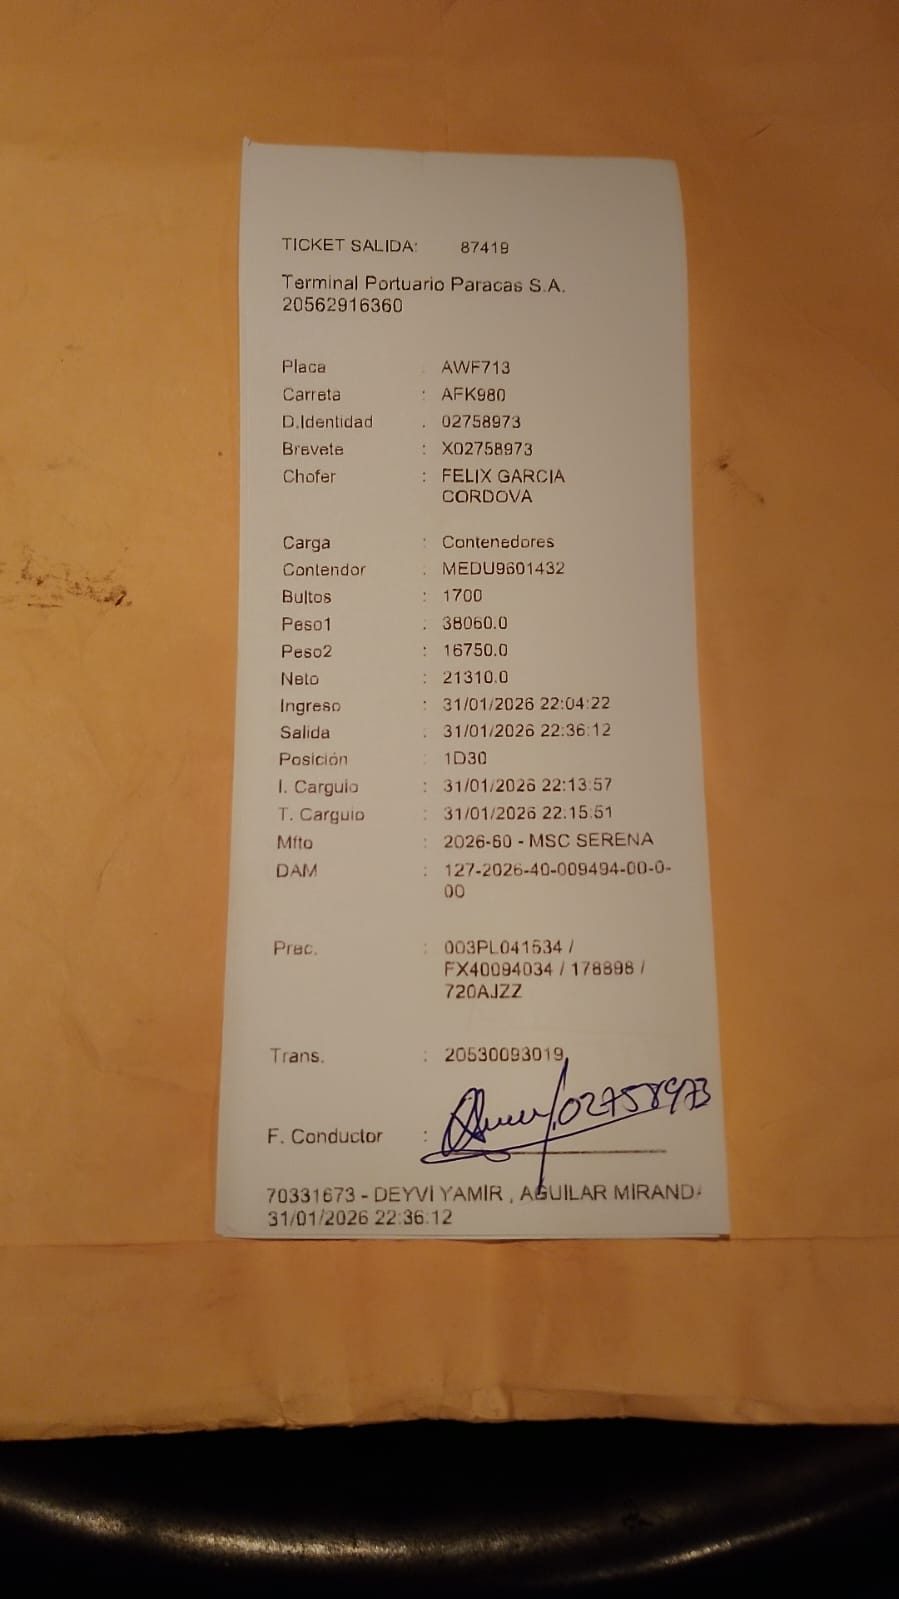 TICKET SALIDA: 87419
Terminal Portuario Paracas S.A.
20562916360
Placa : AWF713
Carreta : AFK980
D.Identidad : 02758973
Brevete : X02758973
Chofer : FELIX GARCIA
CORDOVA
Carga : Contenedores
Contendor : MEDU9601432
Bultos : 1700
Peso1 : 38060.0
Peso2 : 16750.0
Neto : 21310.0
Ingreso : 31/01/2026 22:04:22
Salida : 31/01/2026 22:36:12
Posición : 1D30
I. Carguio : 31/01/2026 22:13:57
T. Carguio : 31/01/2026 22:15:51
Mfto : 2026-60 - MSC SERENA
DAM : 127-2026-40-009494-00-0-
00
Prec. : 003PL041534 /
FX40094034 / 178898 /
720AJZZ
Trans. : 20530093019
F. Conductor : 02758973
70331673 - DEYVI YAMIR , AGUILAR MIRAND
31/01/2026 22:36:12